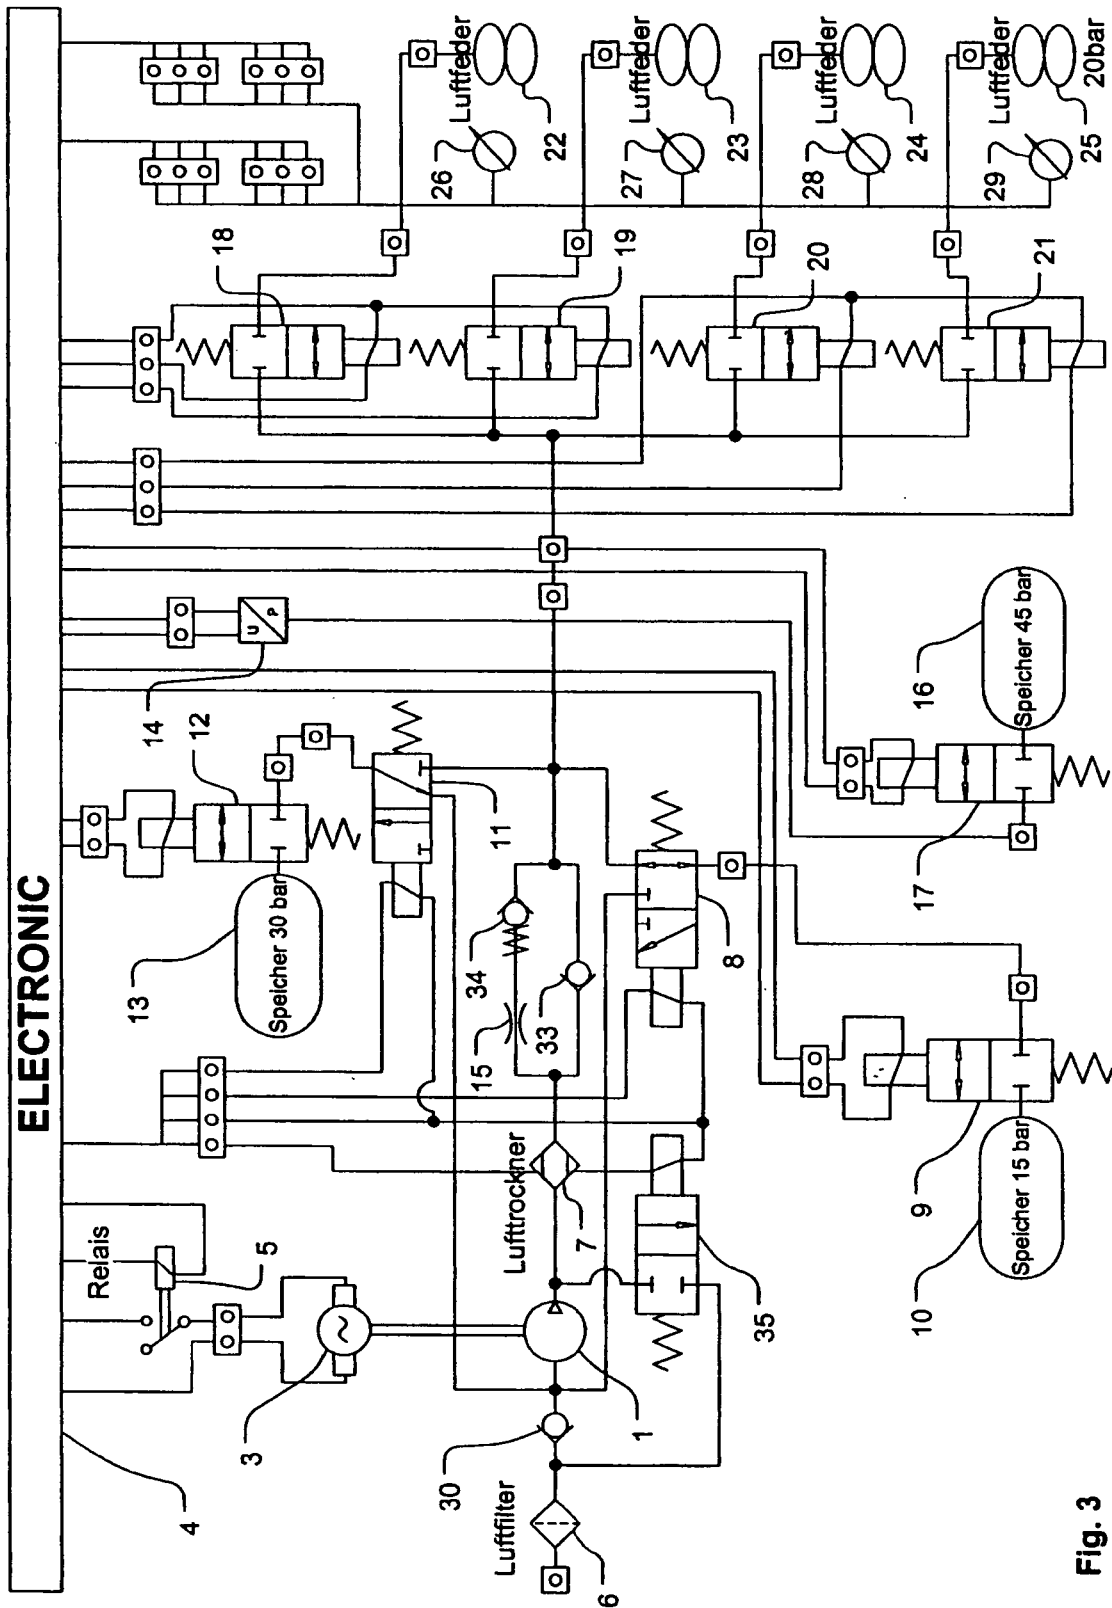 ELECTRONIC
4
3
Relais
5
13
Speicher 30 bar
12
14
U
P
18
19
20
21
26
27
28
29
Luftfeder
22
Luftfeder
23
Luftfeder
24
Luftfeder
25
20bar
Luftfilter
6
30
1
Lufttrockner
7
35
15
34
33
11
8
9
10
Speicher 15 bar
16
Speicher 45 bar
17
Fig. 3